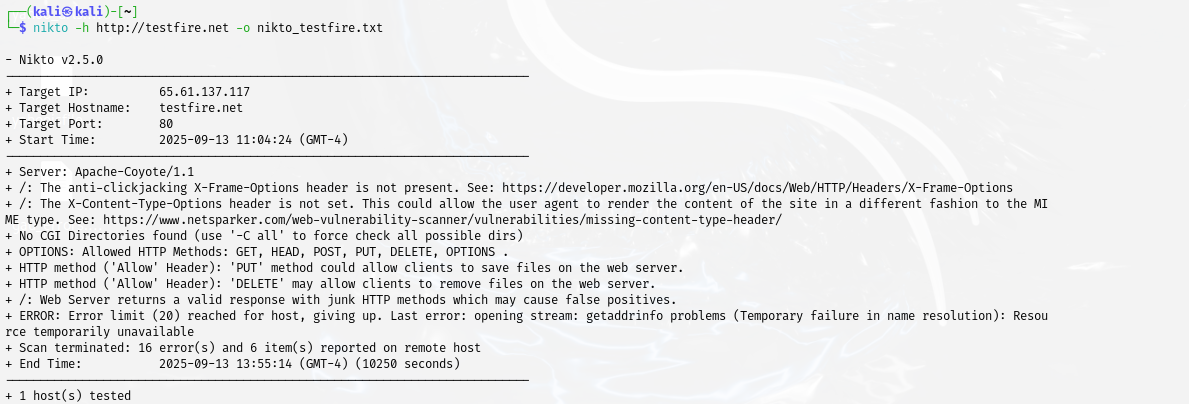 ┌──(kali㉿kali)-[~]
└─$ nikto -h http://testfire.net -o nikto_testfire.txt
- Nikto v2.5.0
---------------------------------------------------------------------------
+ Target IP:          65.61.137.117
+ Target Hostname:    testfire.net
+ Target Port:        80
+ Start Time:         2025-09-13 11:04:24 (GMT-4)
---------------------------------------------------------------------------
+ Server: Apache-Coyote/1.1
+ /: The anti-clickjacking X-Frame-Options header is not present. See: https://developer.mozilla.org/en-US/docs/Web/HTTP/Headers/X-Frame-Options
+ /: The X-Content-Type-Options header is not set. This could allow the user agent to render the content of the site in a different fashion to the MI
ME type. See: https://www.netsparker.com/web-vulnerability-scanner/vulnerabilities/missing-content-type-header/
+ No CGI Directories found (use '-C all' to force check all possible dirs)
+ OPTIONS: Allowed HTTP Methods: GET, HEAD, POST, PUT, DELETE, OPTIONS .
+ HTTP method ('Allow' Header): 'PUT' method could allow clients to save files on the web server.
+ HTTP method ('Allow' Header): 'DELETE' may allow clients to remove files on the web server.
+ /: Web Server returns a valid response with junk HTTP methods which may cause false positives.
+ ERROR: Error limit (20) reached for host, giving up. Last error: opening stream: getaddrinfo problems (Temporary failure in name resolution): Resou
rce temporarily unavailable
+ Scan terminated: 16 error(s) and 6 item(s) reported on remote host
+ End Time:           2025-09-13 13:55:14 (GMT-4) (10250 seconds)
---------------------------------------------------------------------------
+ 1 host(s) tested